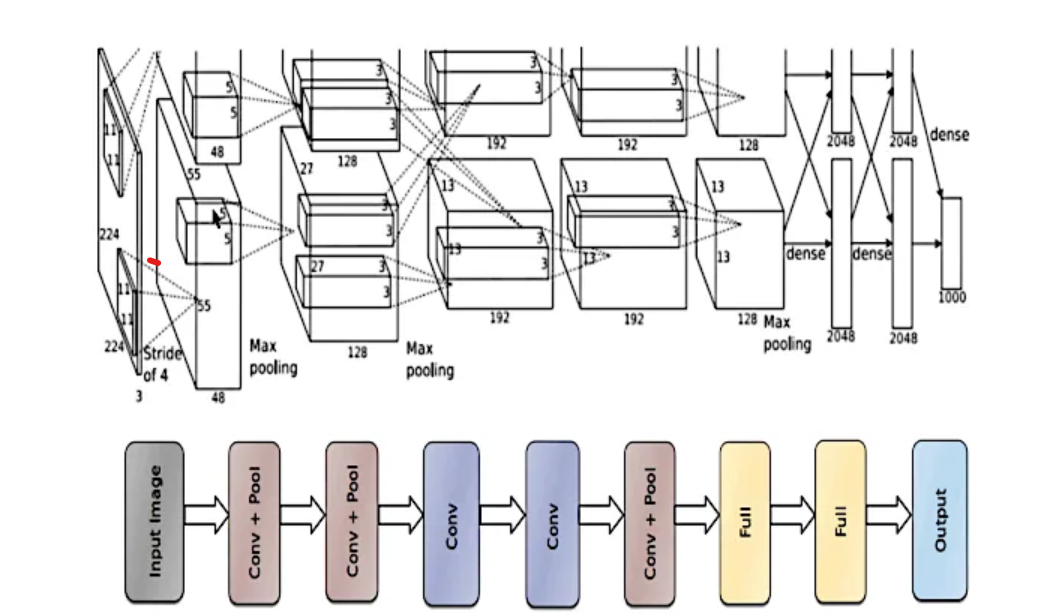 5
3
3
3
3
5
3
3
3
3
11
11
48
128
192
192
128
2048
2048
dense
55
27
13
13
13
224
5
5
3
3
3
13
3
3
27
3
3
13
13
11
11
55
dense
dense
1000
224
Stride
of 4
Max
pooling
128
Max
pooling
192
192
128
Max
pooling
2048
2048
3
48
Input Image
Conv + Pool
Conv + Pool
Conv
Conv
Conv + Pool
Full
Full
Output